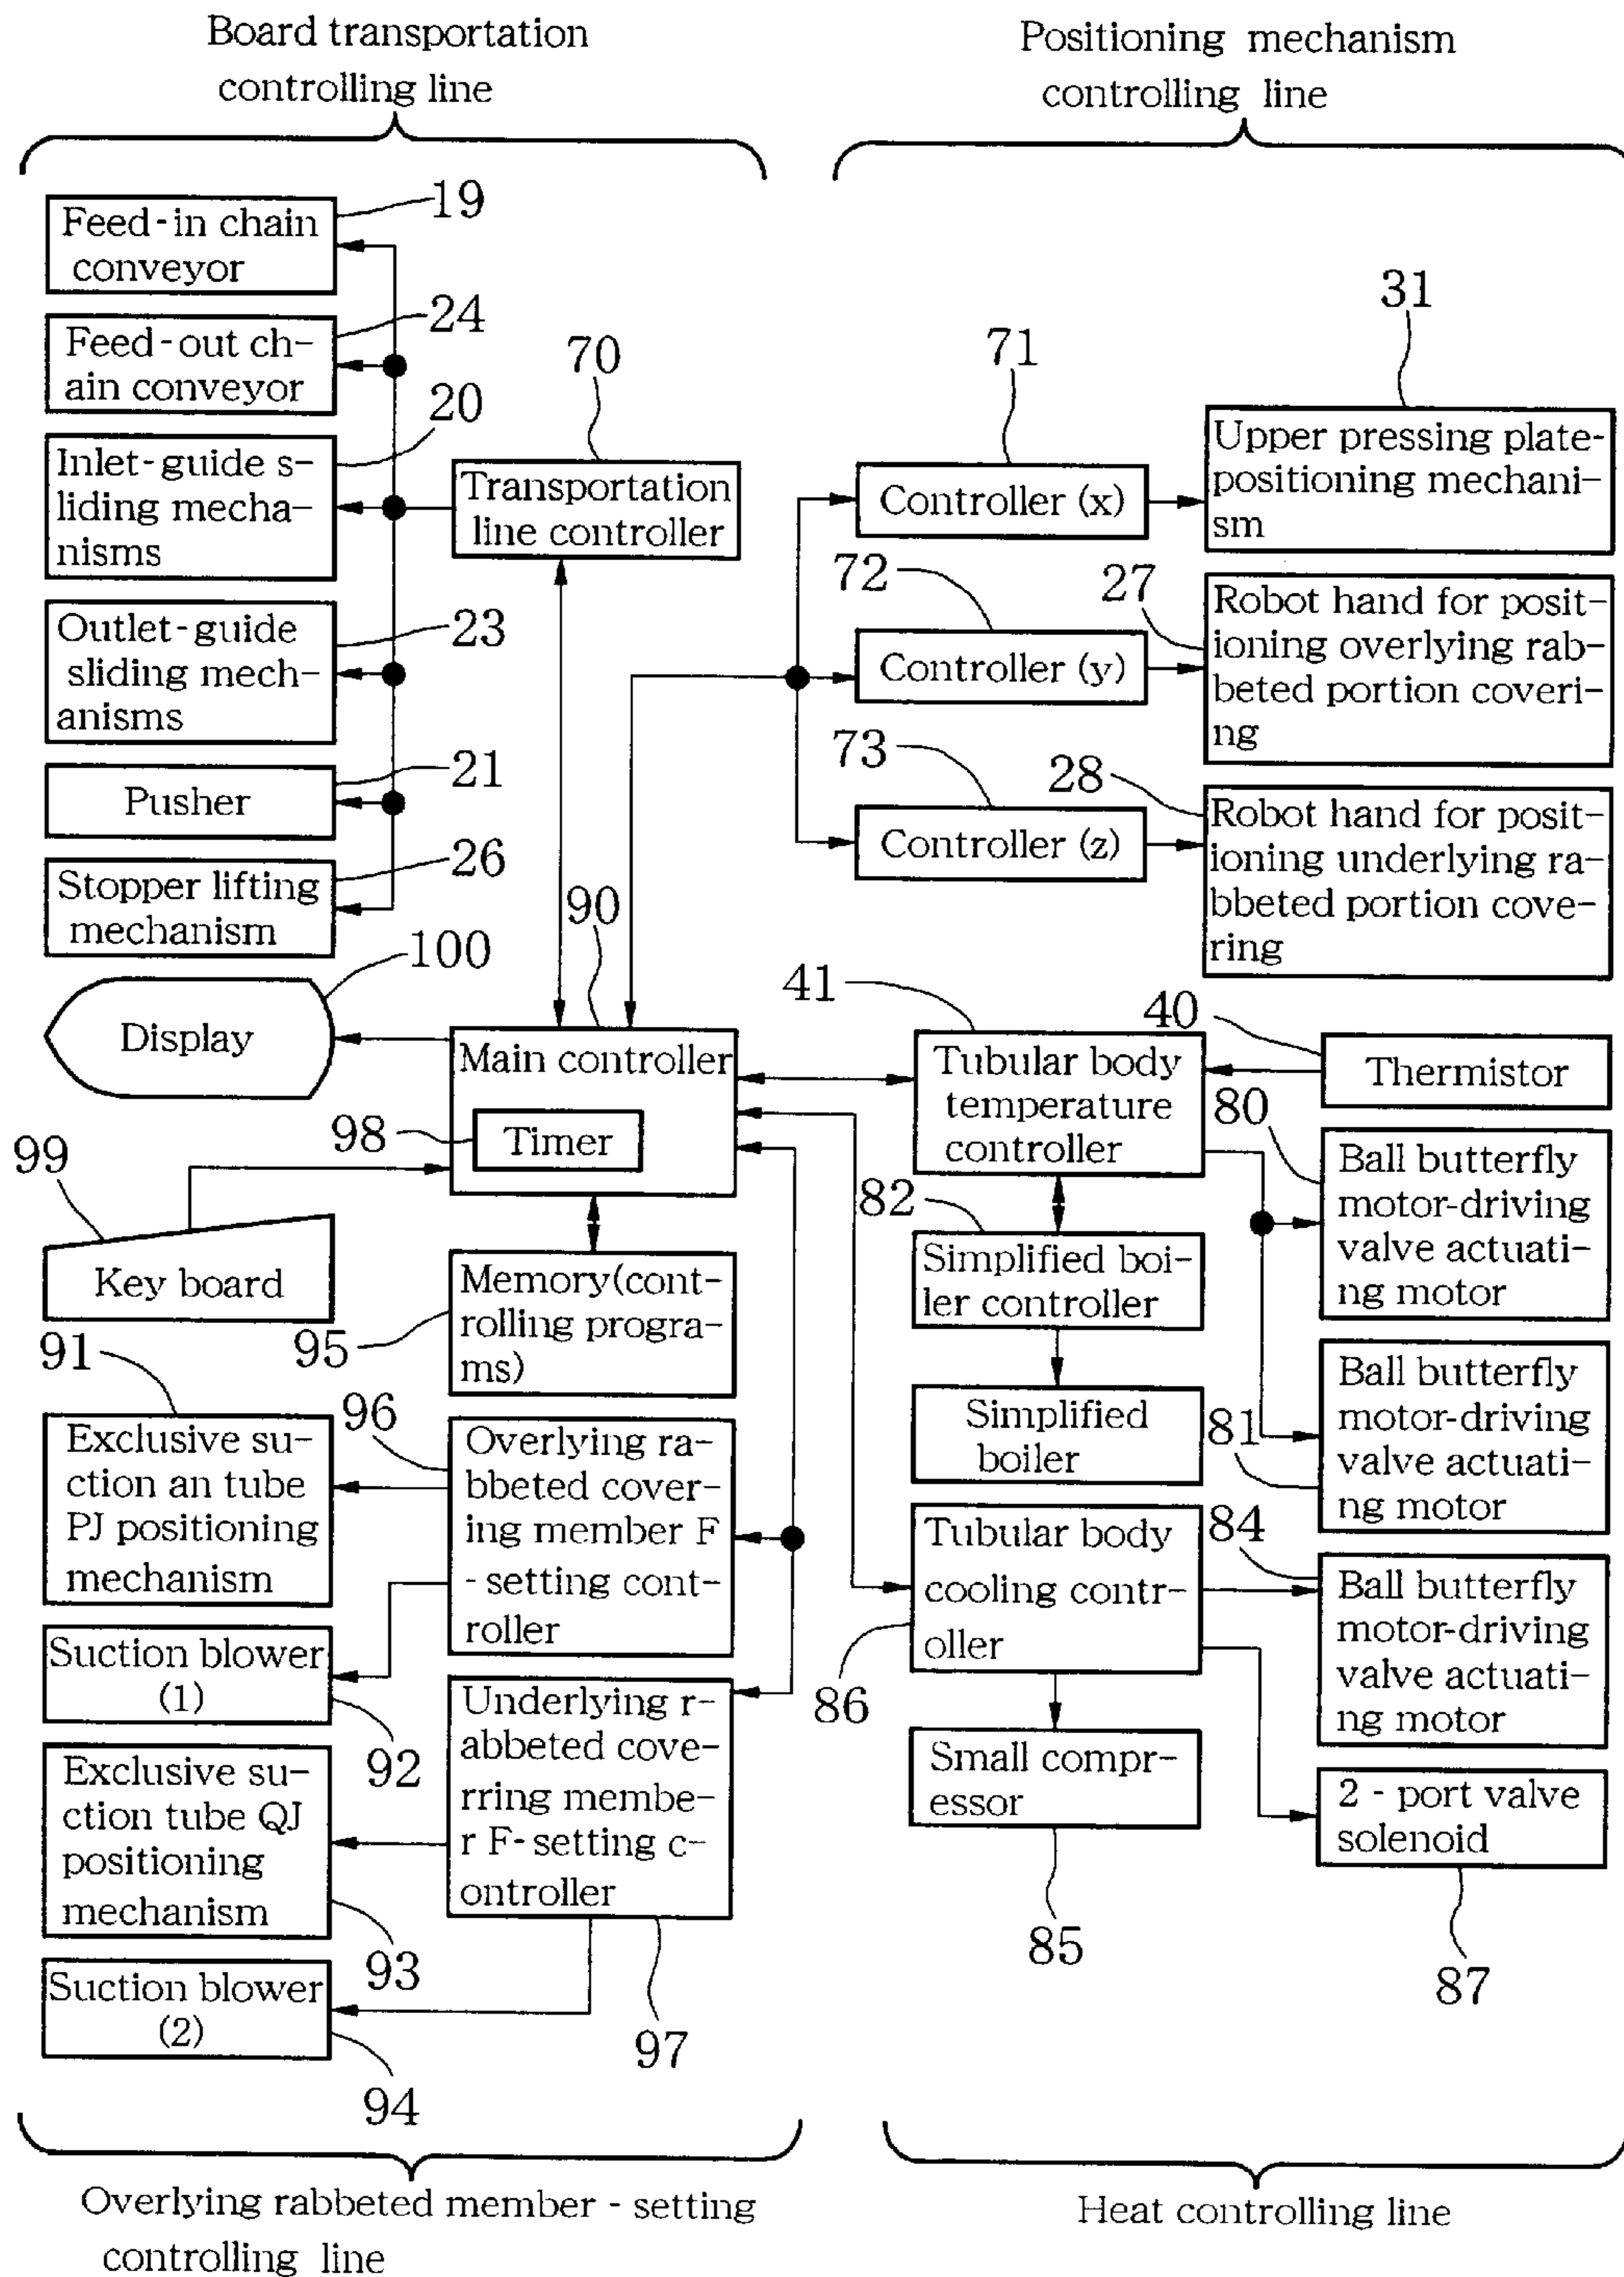 Board transportation
controlling line
Positioning mechanism
controlling line
19
Feed-in chain
conveyor
24
Feed-out ch-
ain conveyor
20
Inlet-guide s-
liding mecha-
nisms
23
Outlet-guide
sliding mech-
anisms
21
Pusher
26
Stopper lifting
mechanism
70
Transportation
line controller
71
Controller (x)
72
Controller (y)
73
Controller (z)
31
Upper pressing plate-
positioning mechani-
sm
27
Robot hand for posit-
ioning overlying rab-
beted portion coveri-
ng
28
Robot hand for posit-
ioning underlying ra-
bbeted portion cove-
ring
100
Display
90
Main controller
98
Timer
99
Key board
95
Memory(cont-
rolling progra-
ms)
41
Tubular body
temperature
controller
40
Thermistor
80
Ball butterfly
motor-driving
valve actuati-
ng motor
82
Simplified boi-
ler controller
Simplified
boiler
81
Ball butterfly
motor-driving
valve actuati-
ng motor
91
Exclusive su-
ction an tube
PJ positioning
mechanism
96
Overlying ra-
bbeted cover-
ing member F
- setting cont-
roller
Suction blower
(1)
92
Exclusive su-
ction tube QJ
positioning
mechanism
93
Suction blower
(2)
94
Underlying r-
abbeted cove-
rring membe-
r F-setting c-
ontroller
97
Tubular body
cooling contr-
oller
86
84
Ball butterfly
motor-driving
valve actuati-
ng motor
Small compr-
essor
85
2 - port valve
solenoid
87
Overlying rabbeted member - setting
controlling line
Heat controlling line